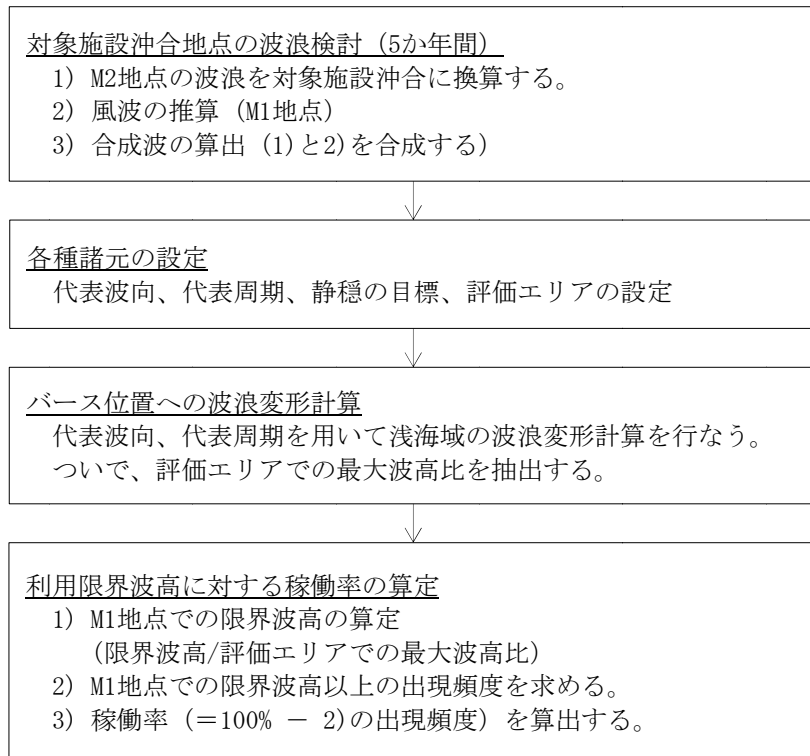 対象施設沖合地点の波浪検討（5か年間）
1) M2地点の波浪を対象施設沖合に換算する。
2) 風波の推算（M1地点）
3) 合成波の算出（1)と2)を合成する）
各種諸元の設定
代表波向、代表周期、静穏の目標、評価エリアの設定
バース位置への波浪変形計算
代表波向、代表周期を用いて浅海域の波浪変形計算を行なう。
ついで、評価エリアでの最大波高比を抽出する。
利用限界波高に対する稼働率の算定
1) M1地点での限界波高の算定
（限界波高/評価エリアでの最大波高比）
2) M1地点での限界波高以上の出現頻度を求める。
3) 稼働率（＝100% － 2)の出現頻度）を算出する。